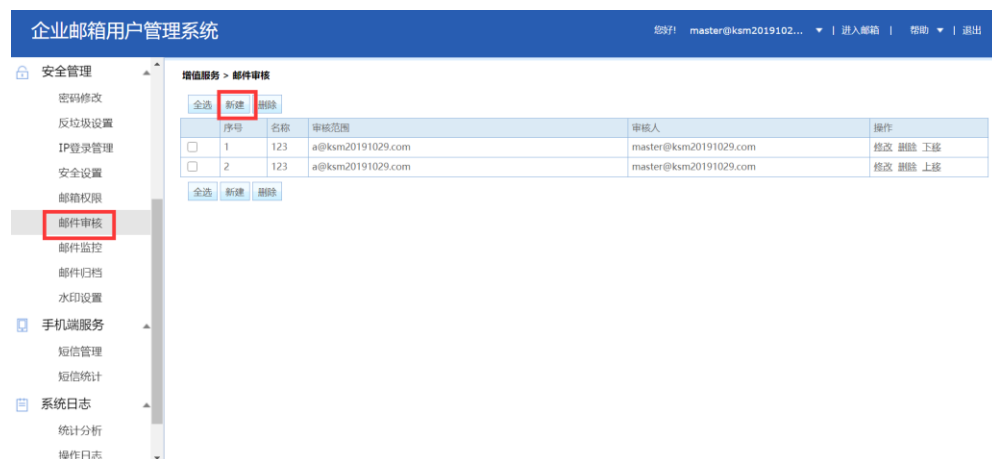 企业邮箱用户管理系统
您好! master@ksm2019102... ▼ | 进入邮箱 | 帮助 ▼ | 退出
安全管理
密码修改
反垃圾设置
IP登录管理
安全设置
邮箱权限
邮件审核
邮件监控
邮件归档
水印设置
手机端服务
短信管理
短信统计
系统日志
统计分析
操作日志
增值服务 > 邮件审核
全选 新建 删除
序号 名称 审核范围 审核人 操作
1 123 a@ksm20191029.com master@ksm20191029.com 修改 删除 下移
2 123 a@ksm20191029.com master@ksm20191029.com 修改 删除 上移
全选 新建 删除